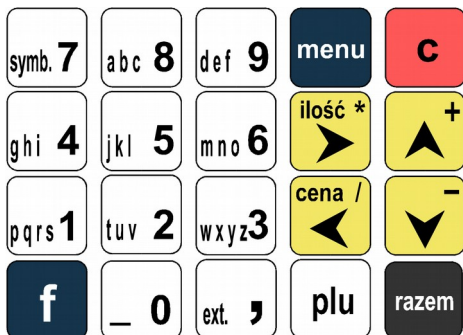 symb. 7 abc 8 def 9 menu c
ghi 4 jkl 5 mno 6 ilość * +
pqrs 1 tuv 2 wxyz 3 cena / −
f _ 0 ext. , plu razem